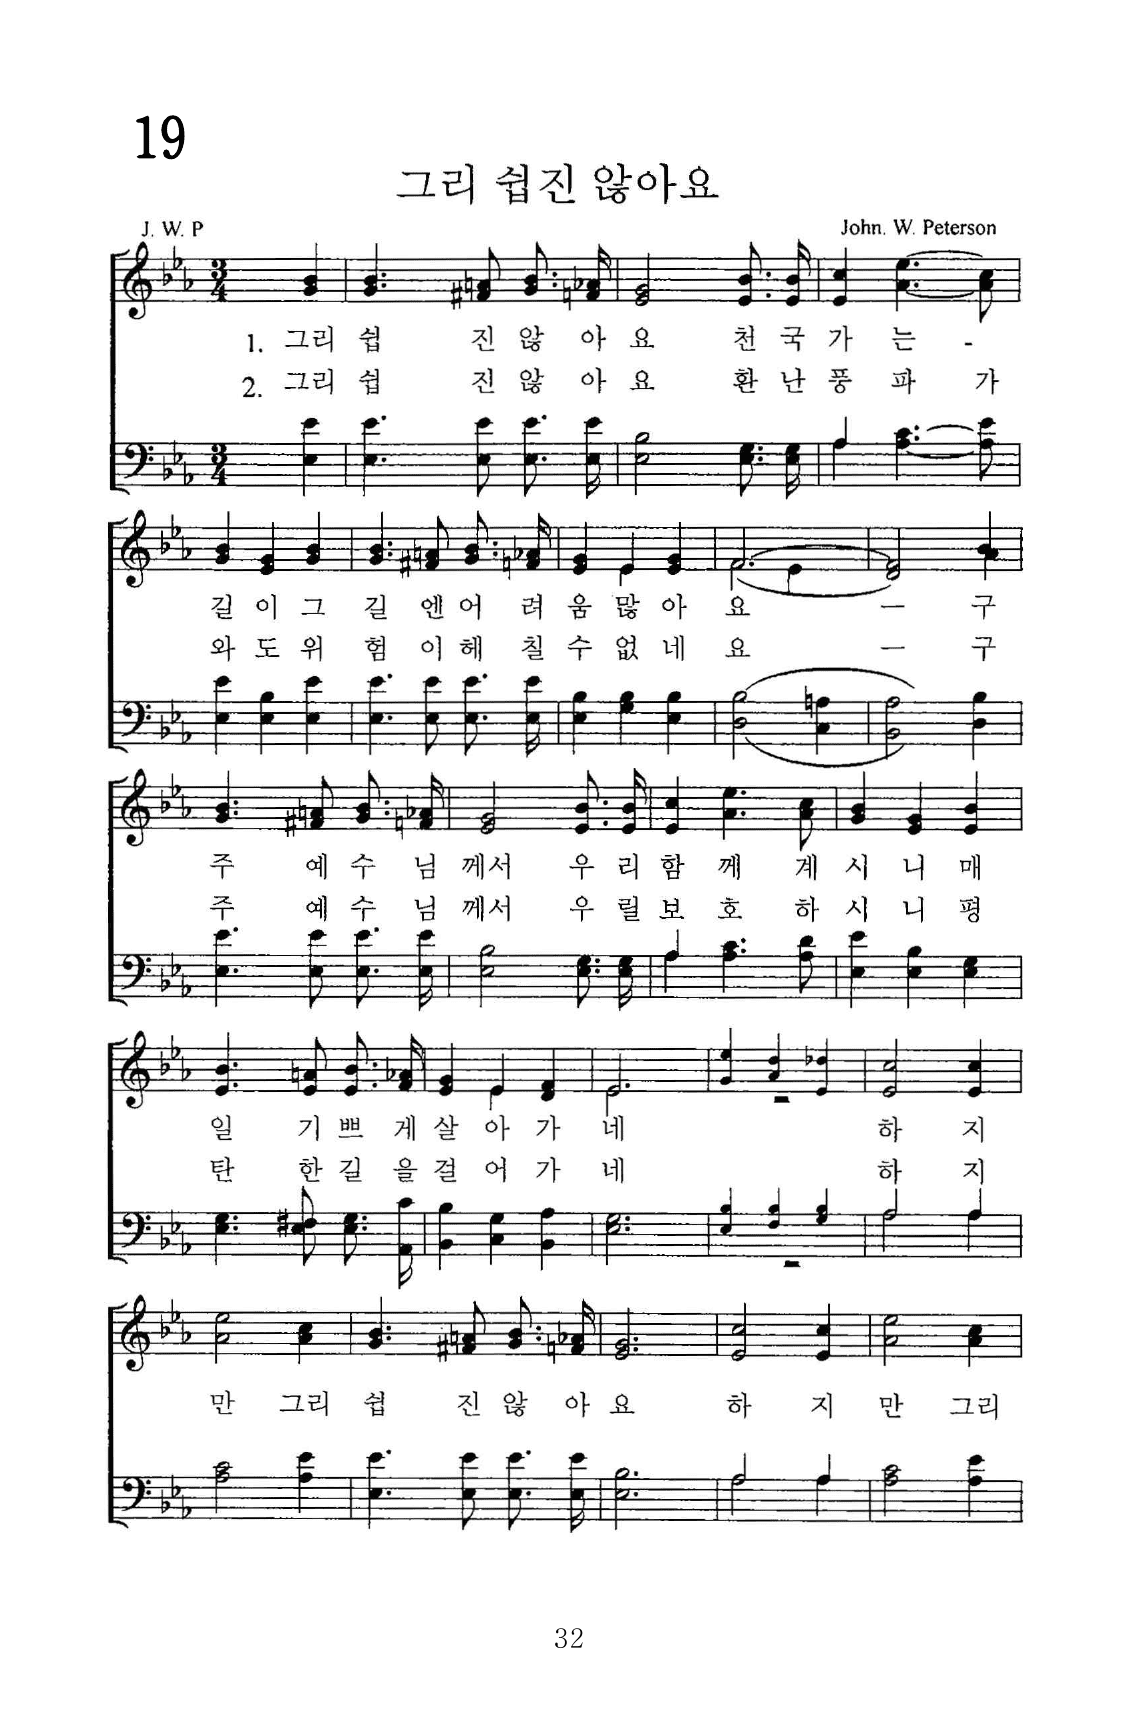 19
그리 쉽진 않아요
J. W. P
John. W. Peterson
1. 그리 쉽 진 않 아 요 천 국 가 는 -
2. 그리 쉽 진 않 아 요 환 난 풍 파 가
길 이 그 길 엔 어 려 움 많 아 요 ㅡ 구
와 도 위 험 이 헤 칠 수 없 네 요 ㅡ 구
주 예 수 님 께서 우 리 함 께 계 시 니 매
주 예 수 님 께서 우 릴 보 호 하 시 니 평
일 기 쁘 게 살 아 가 네 하 지
탄 한 길 을 걸 어 가 네 하 지
만 그리 쉽 진 않 아 요 하 지 만 그리
32